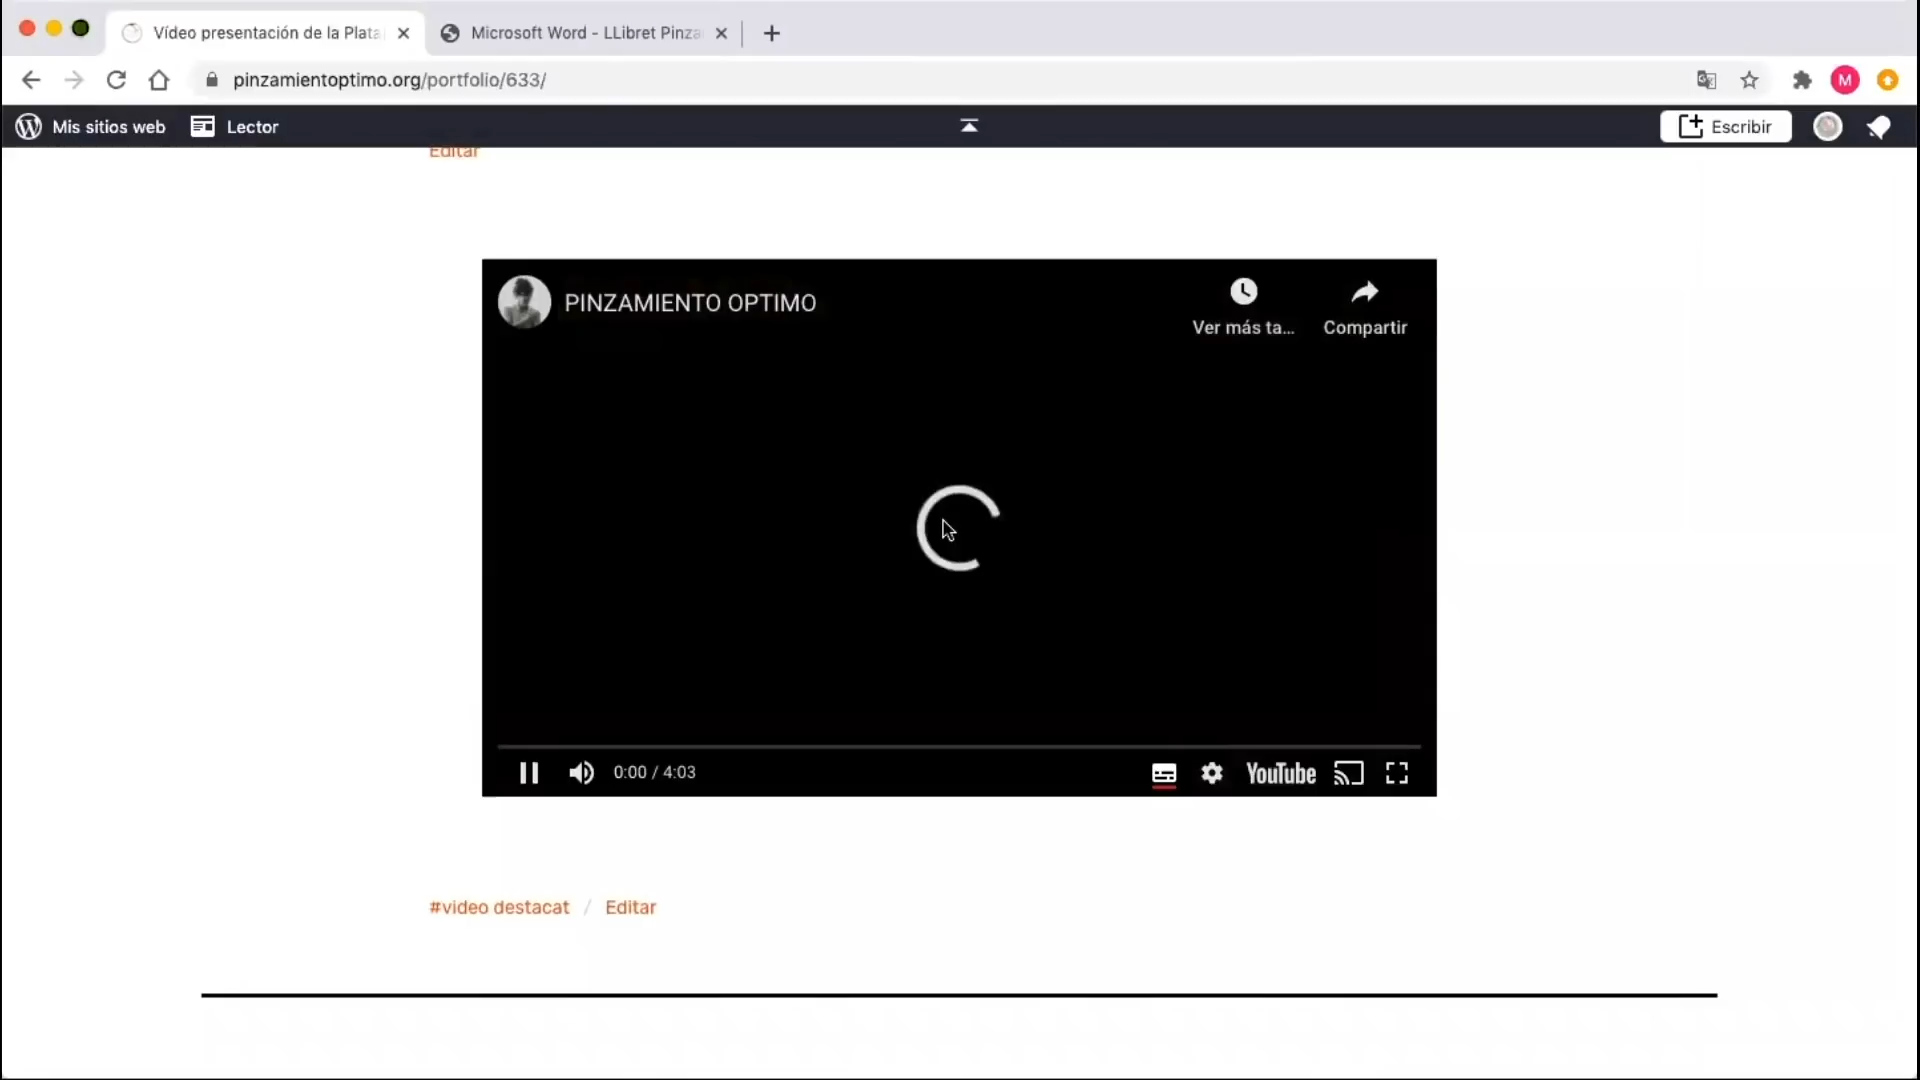 Vídeo presentación de la Plata
Microsoft Word - LLibret Pinza
pinzamientoptimo.org/portfolio/633/
M
Mis sitios web
Lector
Escribir
Editar
PINZAMIENTO OPTIMO
Ver más ta...
Compartir
0:00 / 4:03
YouTube
#video destacat / Editar